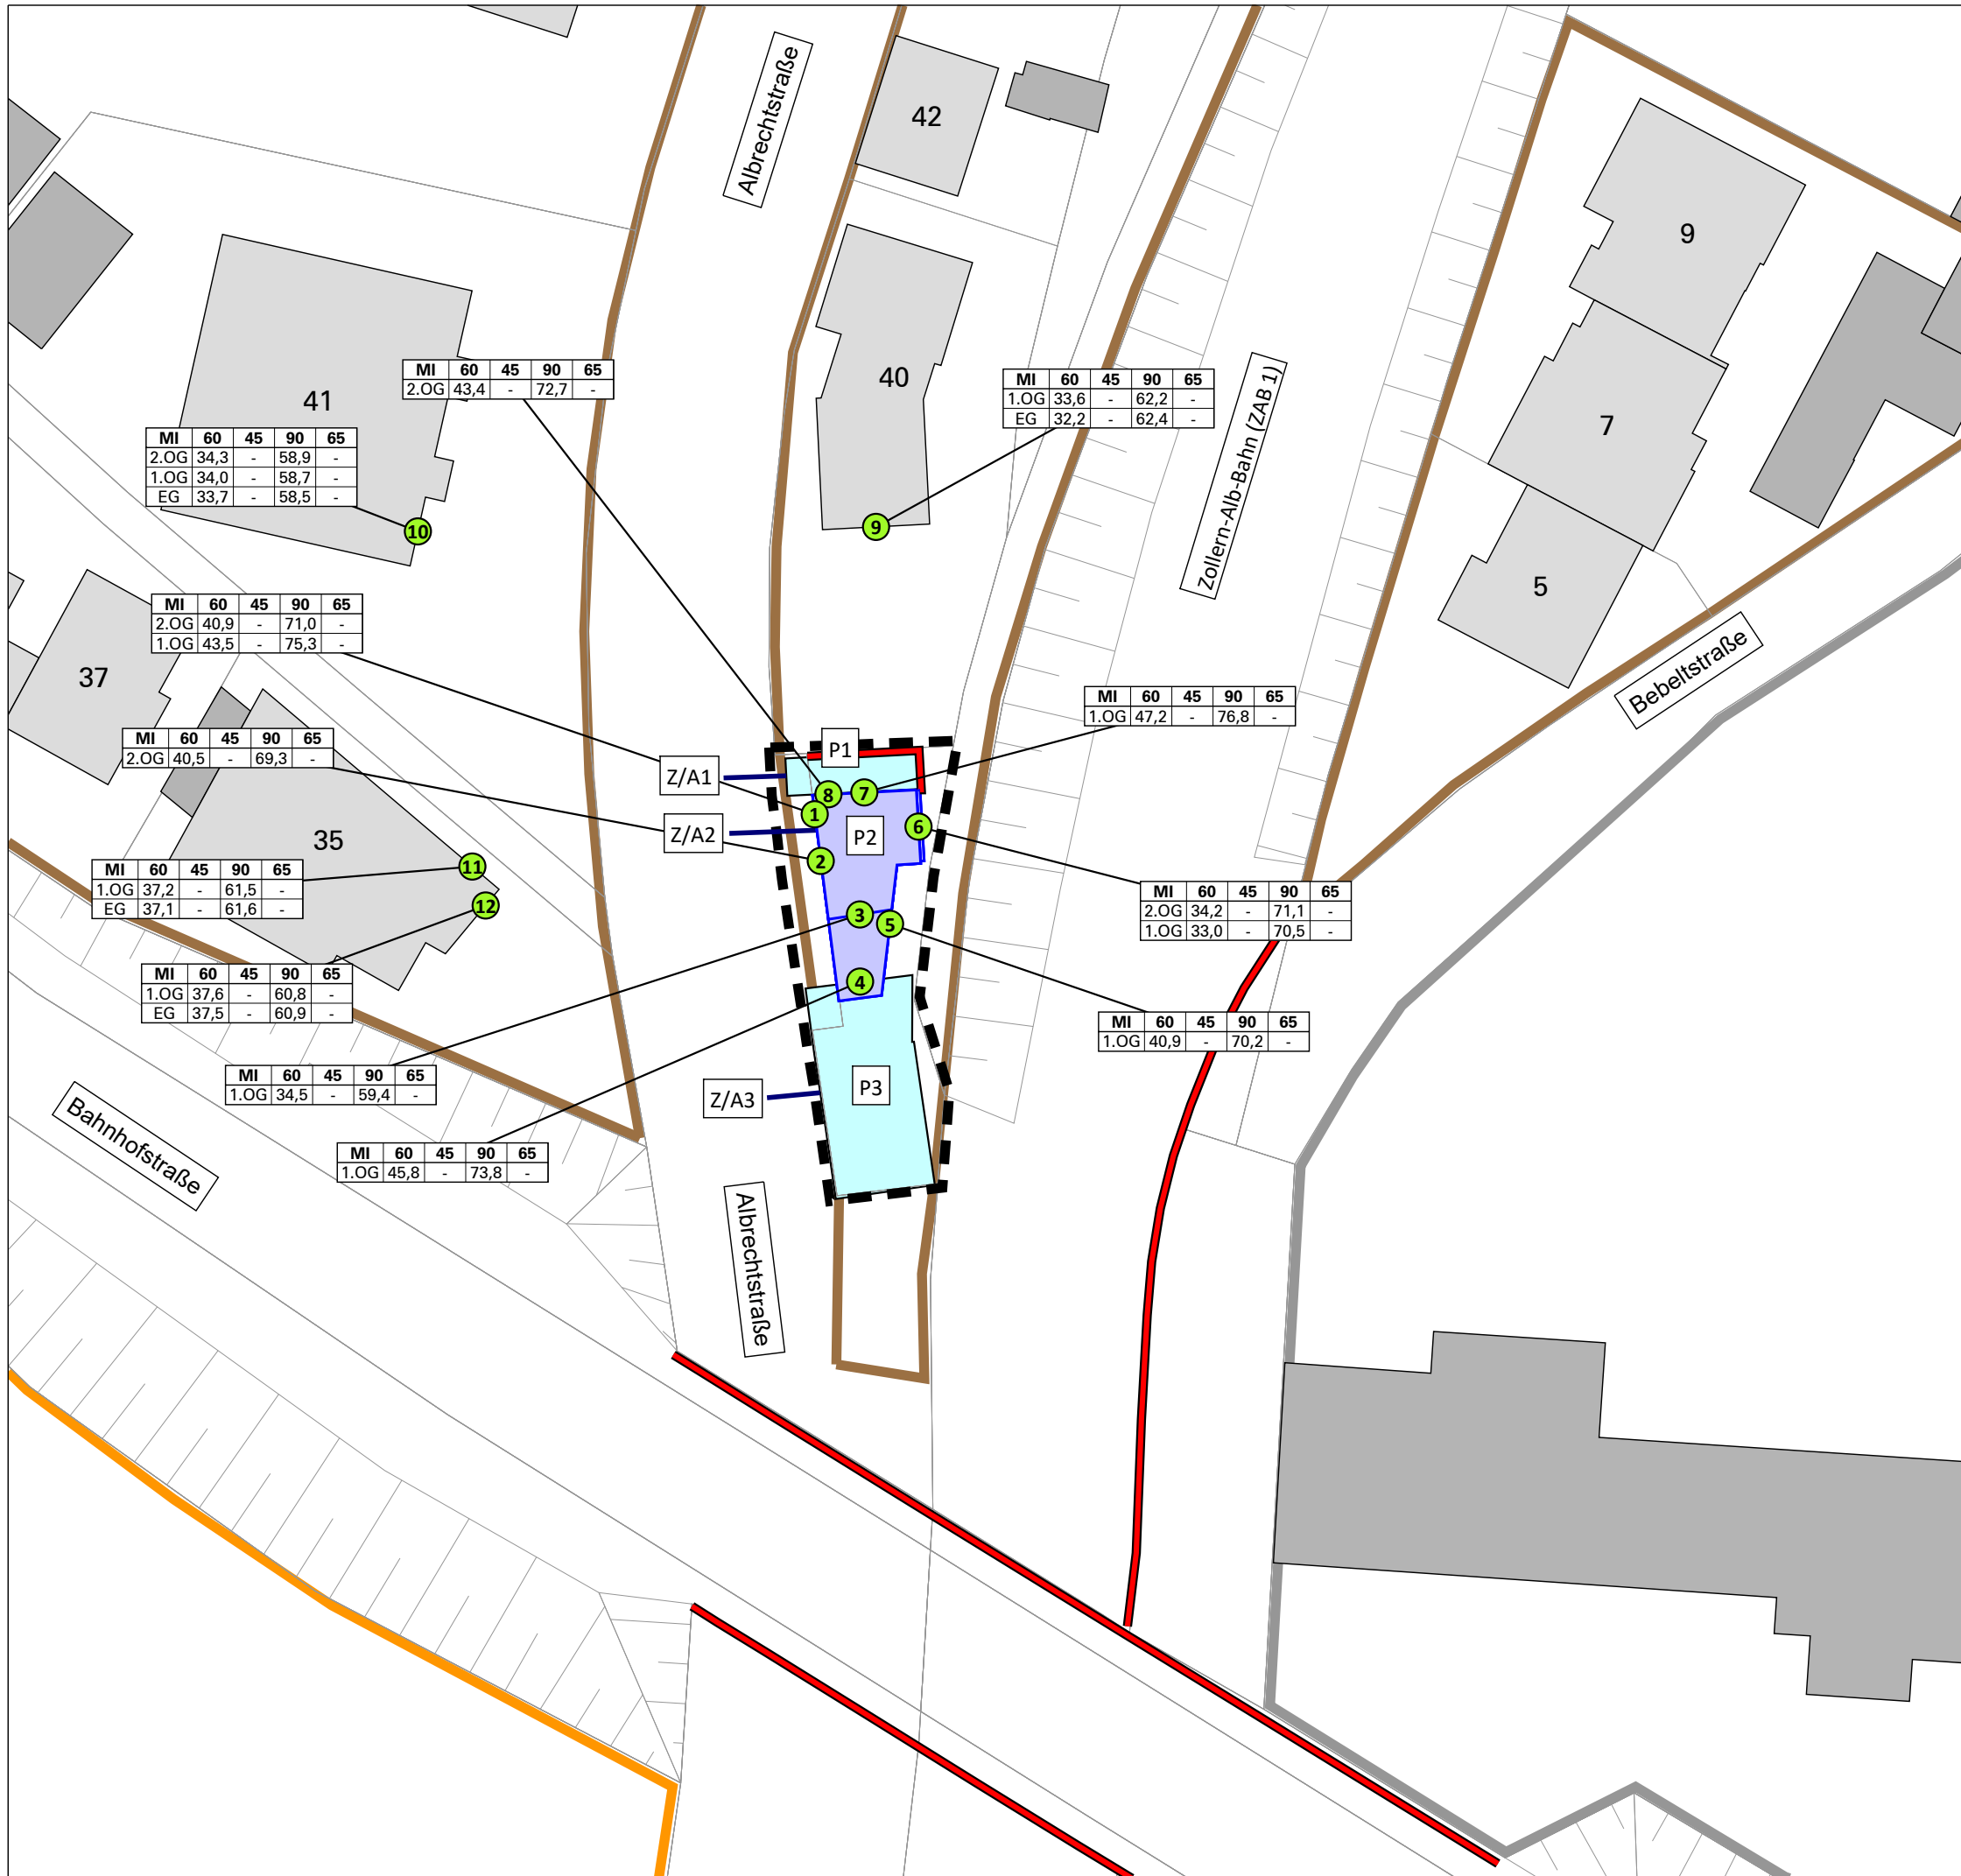 Albrechtstraße
42
9
40
41
MI 60 45 90 65
2.OG 43,4 - 72,7 -
MI 60 45 90 65
1.OG 33,6 - 62,2 -
EG 32,2 - 62,4 -
Zollern-Alb-Bahn (ZAB 1)
7
MI 60 45 90 65
2.OG 34,3 - 58,9 -
1.OG 34,0 - 58,7 -
EG 33,7 - 58,5 -
10
9
5
MI 60 45 90 65
2.OG 40,9 - 71,0 -
1.OG 43,5 - 75,3 -
37
Bebeltstraße
MI 60 45 90 65
1.OG 47,2 - 76,8 -
MI 60 45 90 65
2.OG 40,5 - 69,3 -
P1
Z/A1
8
7
1
6
Z/A2
P2
35
2
11
MI 60 45 90 65
1.OG 37,2 - 61,5 -
EG 37,1 - 61,6 -
12
MI 60 45 90 65
2.OG 34,2 - 71,1 -
1.OG 33,0 - 70,5 -
3
5
4
MI 60 45 90 65
1.OG 37,6 - 60,8 -
EG 37,5 - 60,9 -
MI 60 45 90 65
1.OG 40,9 - 70,2 -
MI 60 45 90 65
1.OG 34,5 - 59,4 -
Z/A3
P3
Bahnhofstraße
MI 60 45 90 65
1.OG 45,8 - 73,8 -
Albrechtstraße